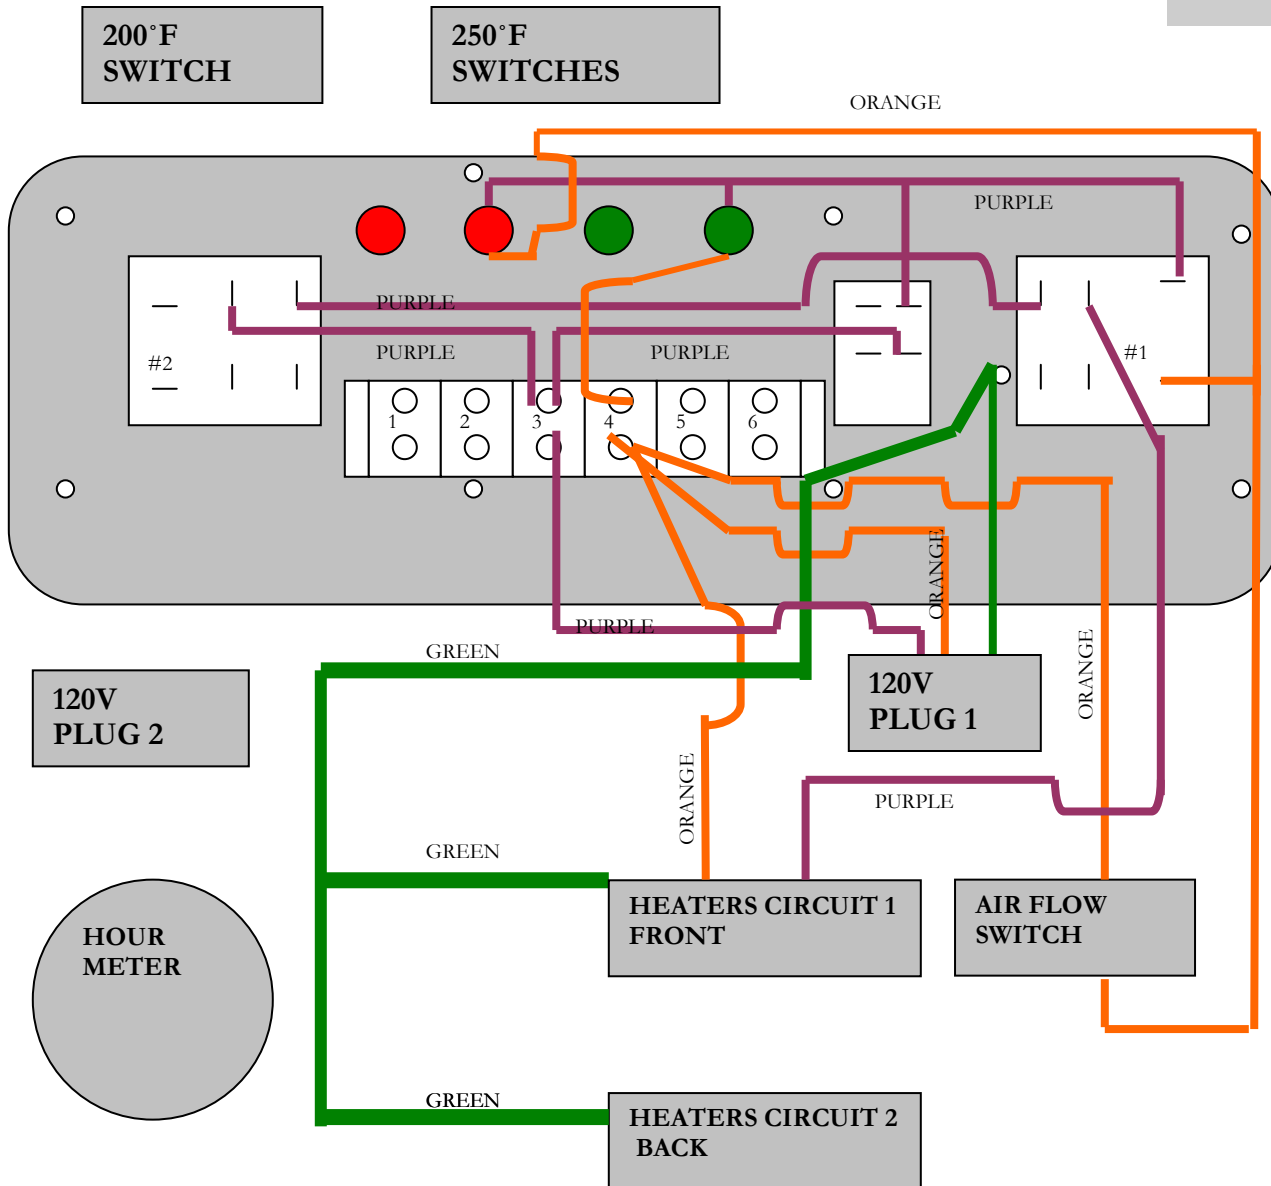 200°F
SWITCH
250°F
SWITCHES
ORANGE
PURPLE
PURPLE
#2
PURPLE
PURPLE
#1
1
2
3
4
5
6
ORANGE
PURPLE
GREEN
ORANGE
120V
PLUG 2
120V
PLUG 1
ORANGE
PURPLE
GREEN
HEATERS CIRCUIT 1
FRONT
AIR FLOW
SWITCH
HOUR
METER
GREEN
HEATERS CIRCUIT 2
BACK